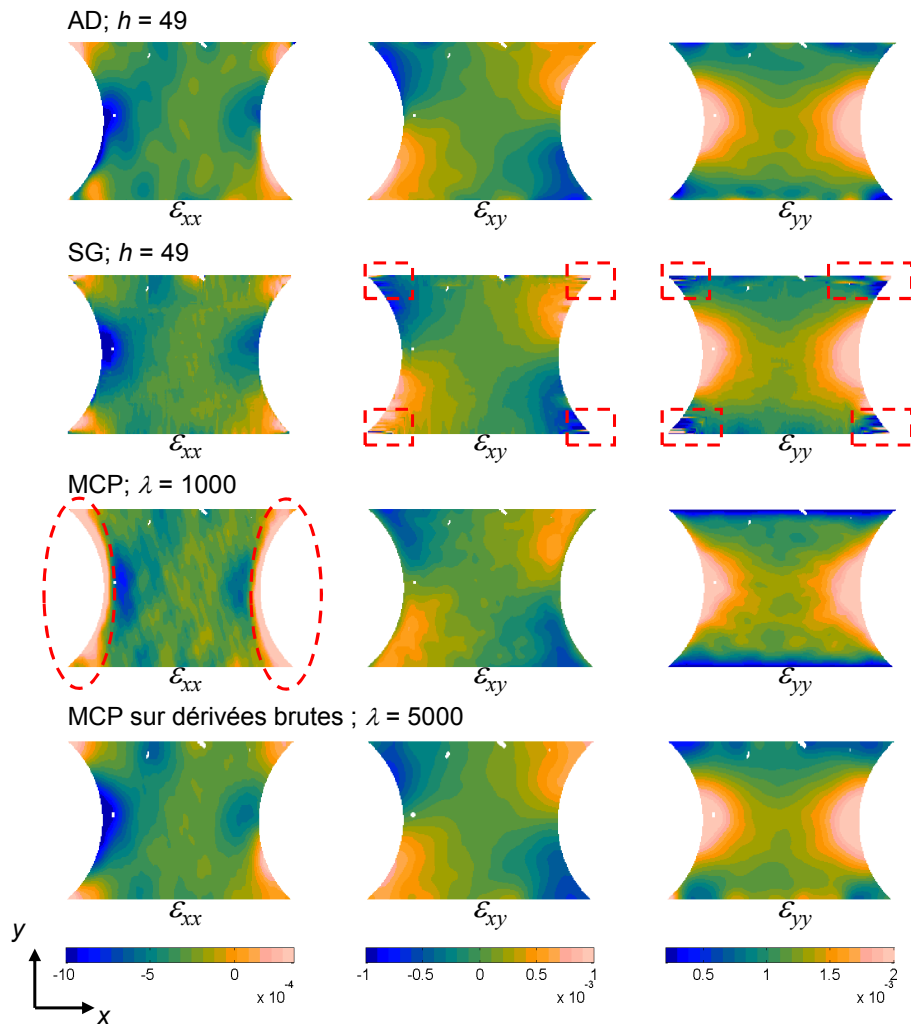 AD; h = 49
εxx εxy εyy
SG; h = 49
εxx εxy εyy
MCP; λ = 1000
εxx εxy εyy
MCP sur dérivées brutes ; λ = 5000
εxx εxy εyy
y
x
-10 -5 0
x 10⁻⁴
-1 -0.5 0 0.5 1
x 10⁻³
0.5 1 1.5 2
x 10⁻³